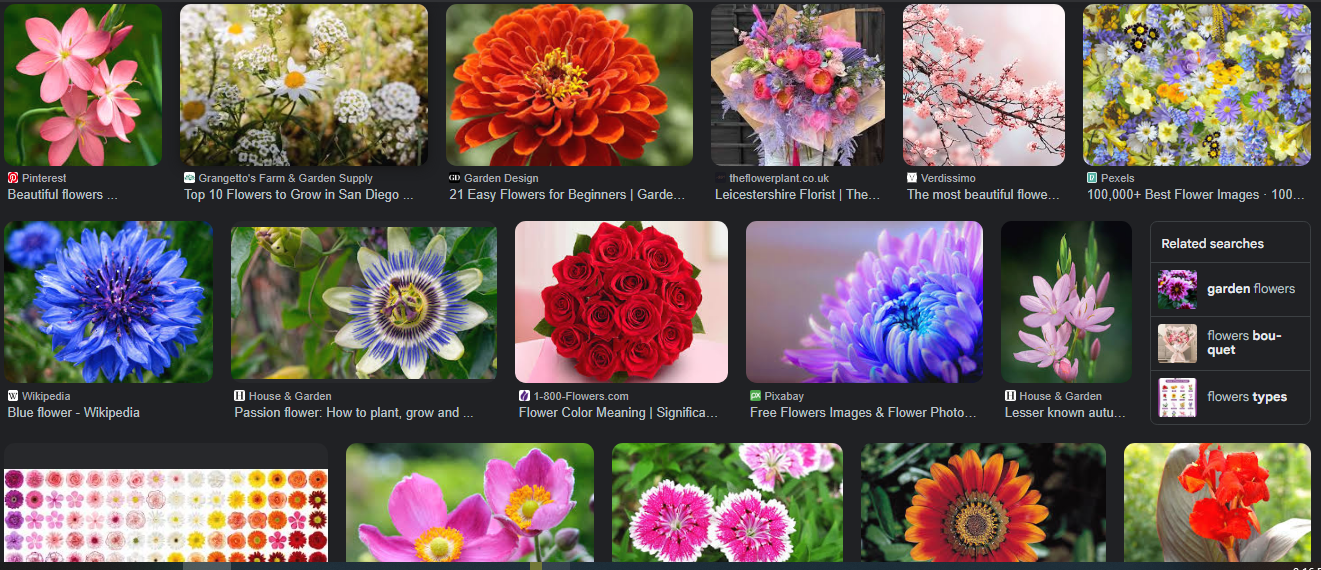 Pinterest
Beautiful flowers ...
Grangetto's Farm & Garden Supply
Top 10 Flowers to Grow in San Diego ...
GD Garden Design
21 Easy Flowers for Beginners | Garde...
theflowerplant.co.uk
Leicestershire Florist | The...
Verdissimo
The most beautiful flowe...
Pexels
100,000+ Best Flower Images · 100...
W Wikipedia
Blue flower - Wikipedia
H House & Garden
Passion flower: How to plant, grow and ...
1-800-Flowers.com
Flower Color Meaning | Significa...
px Pixabay
Free Flowers Images & Flower Photo...
H House & Garden
Lesser known autu...
Related searches
garden flowers
flowers bou-
quet
flowers types